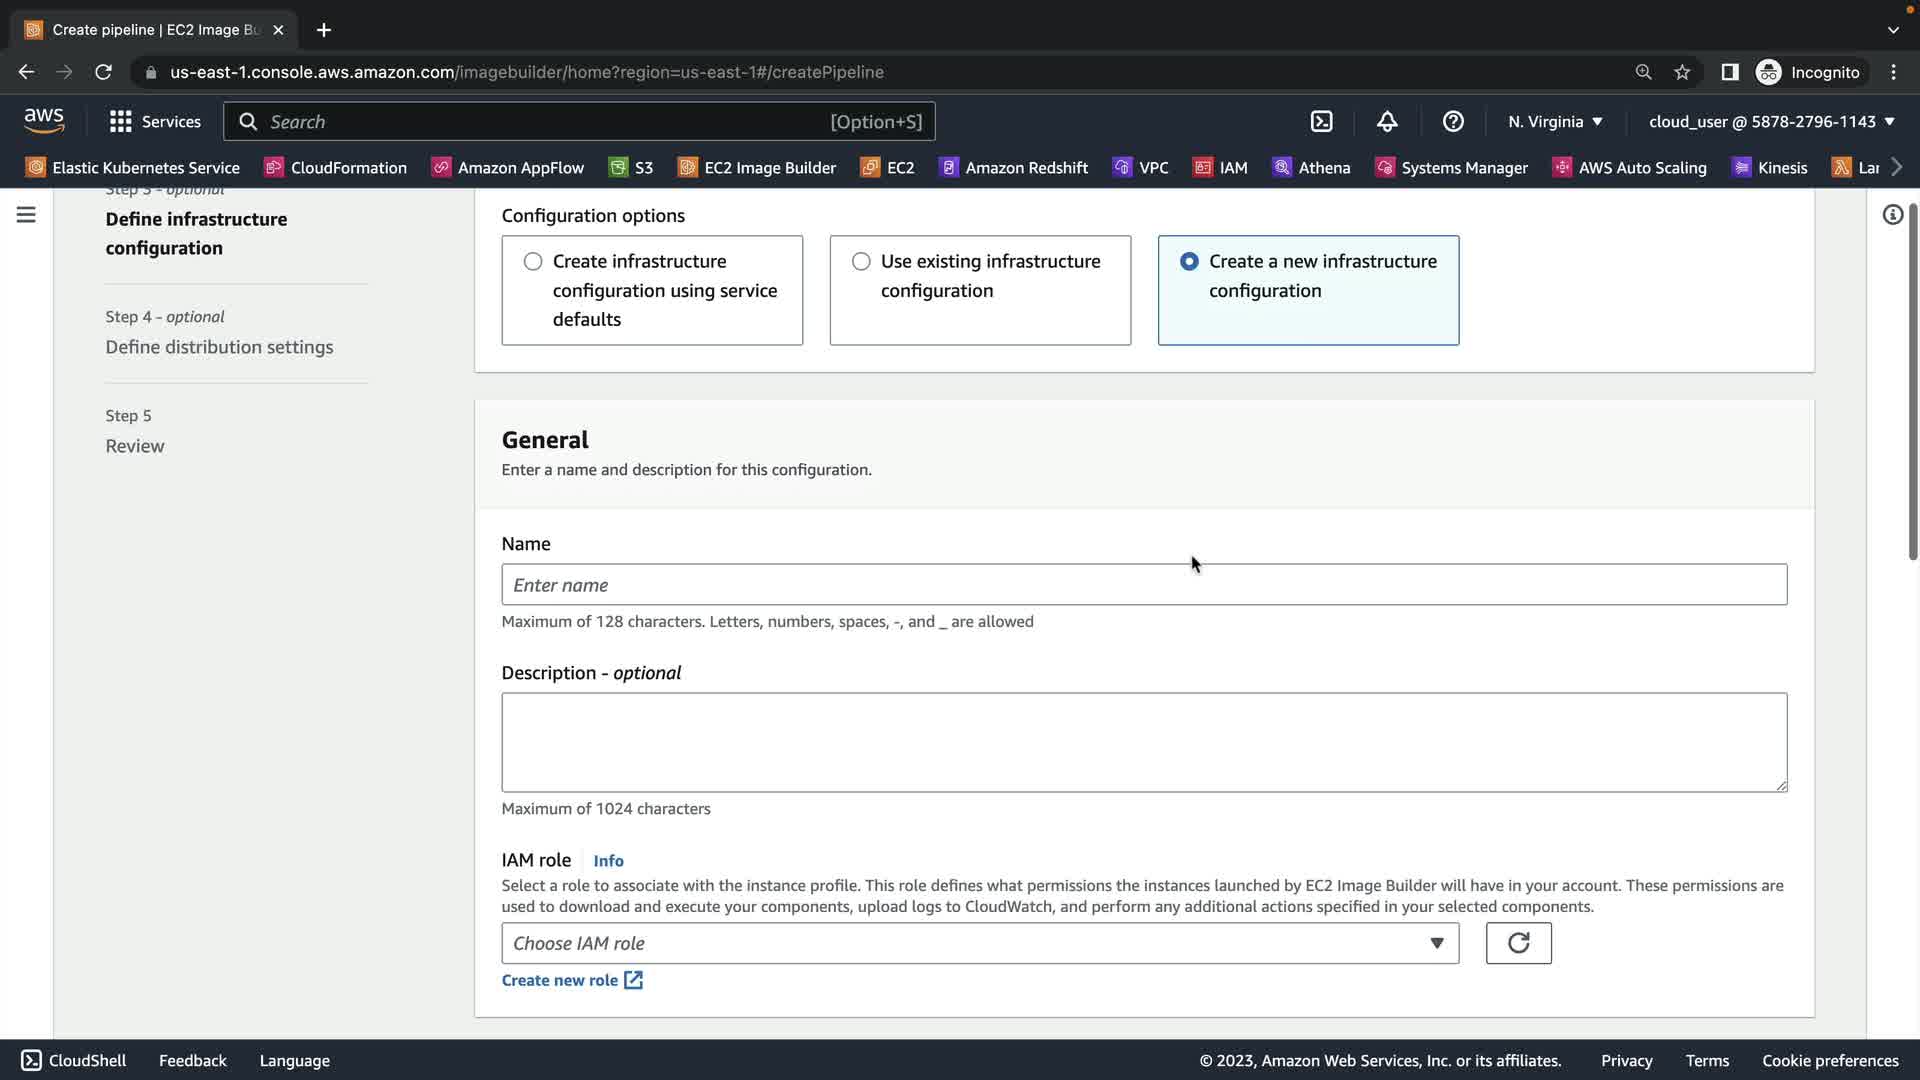 Create pipeline | EC2 Image Bu
us-east-1.console.aws.amazon.com/imagebuilder/home?region=us-east-1#/createPipeline
Incognito
aws
Services
Search
[Option+S]
N. Virginia
cloud_user @ 5878-2796-1143
Elastic Kubernetes Service
CloudFormation
Amazon AppFlow
S3
EC2 Image Builder
EC2
Amazon Redshift
VPC
IAM
Athena
Systems Manager
AWS Auto Scaling
Kinesis
Lar
Step 3 - optional
Define infrastructure
configuration
Step 4 - optional
Define distribution settings
Step 5
Review
Configuration options
Create infrastructure
configuration using service
defaults
Use existing infrastructure
configuration
Create a new infrastructure
configuration
General
Enter a name and description for this configuration.
Name
Enter name
Maximum of 128 characters. Letters, numbers, spaces, -, and _ are allowed
Description - optional
Maximum of 1024 characters
IAM role
Info
Select a role to associate with the instance profile. This role defines what permissions the instances launched by EC2 Image Builder will have in your account. These permissions are
used to download and execute your components, upload logs to CloudWatch, and perform any additional actions specified in your selected components.
Choose IAM role
Create new role
CloudShell
Feedback
Language
© 2023, Amazon Web Services, Inc. or its affiliates.
Privacy
Terms
Cookie preferences